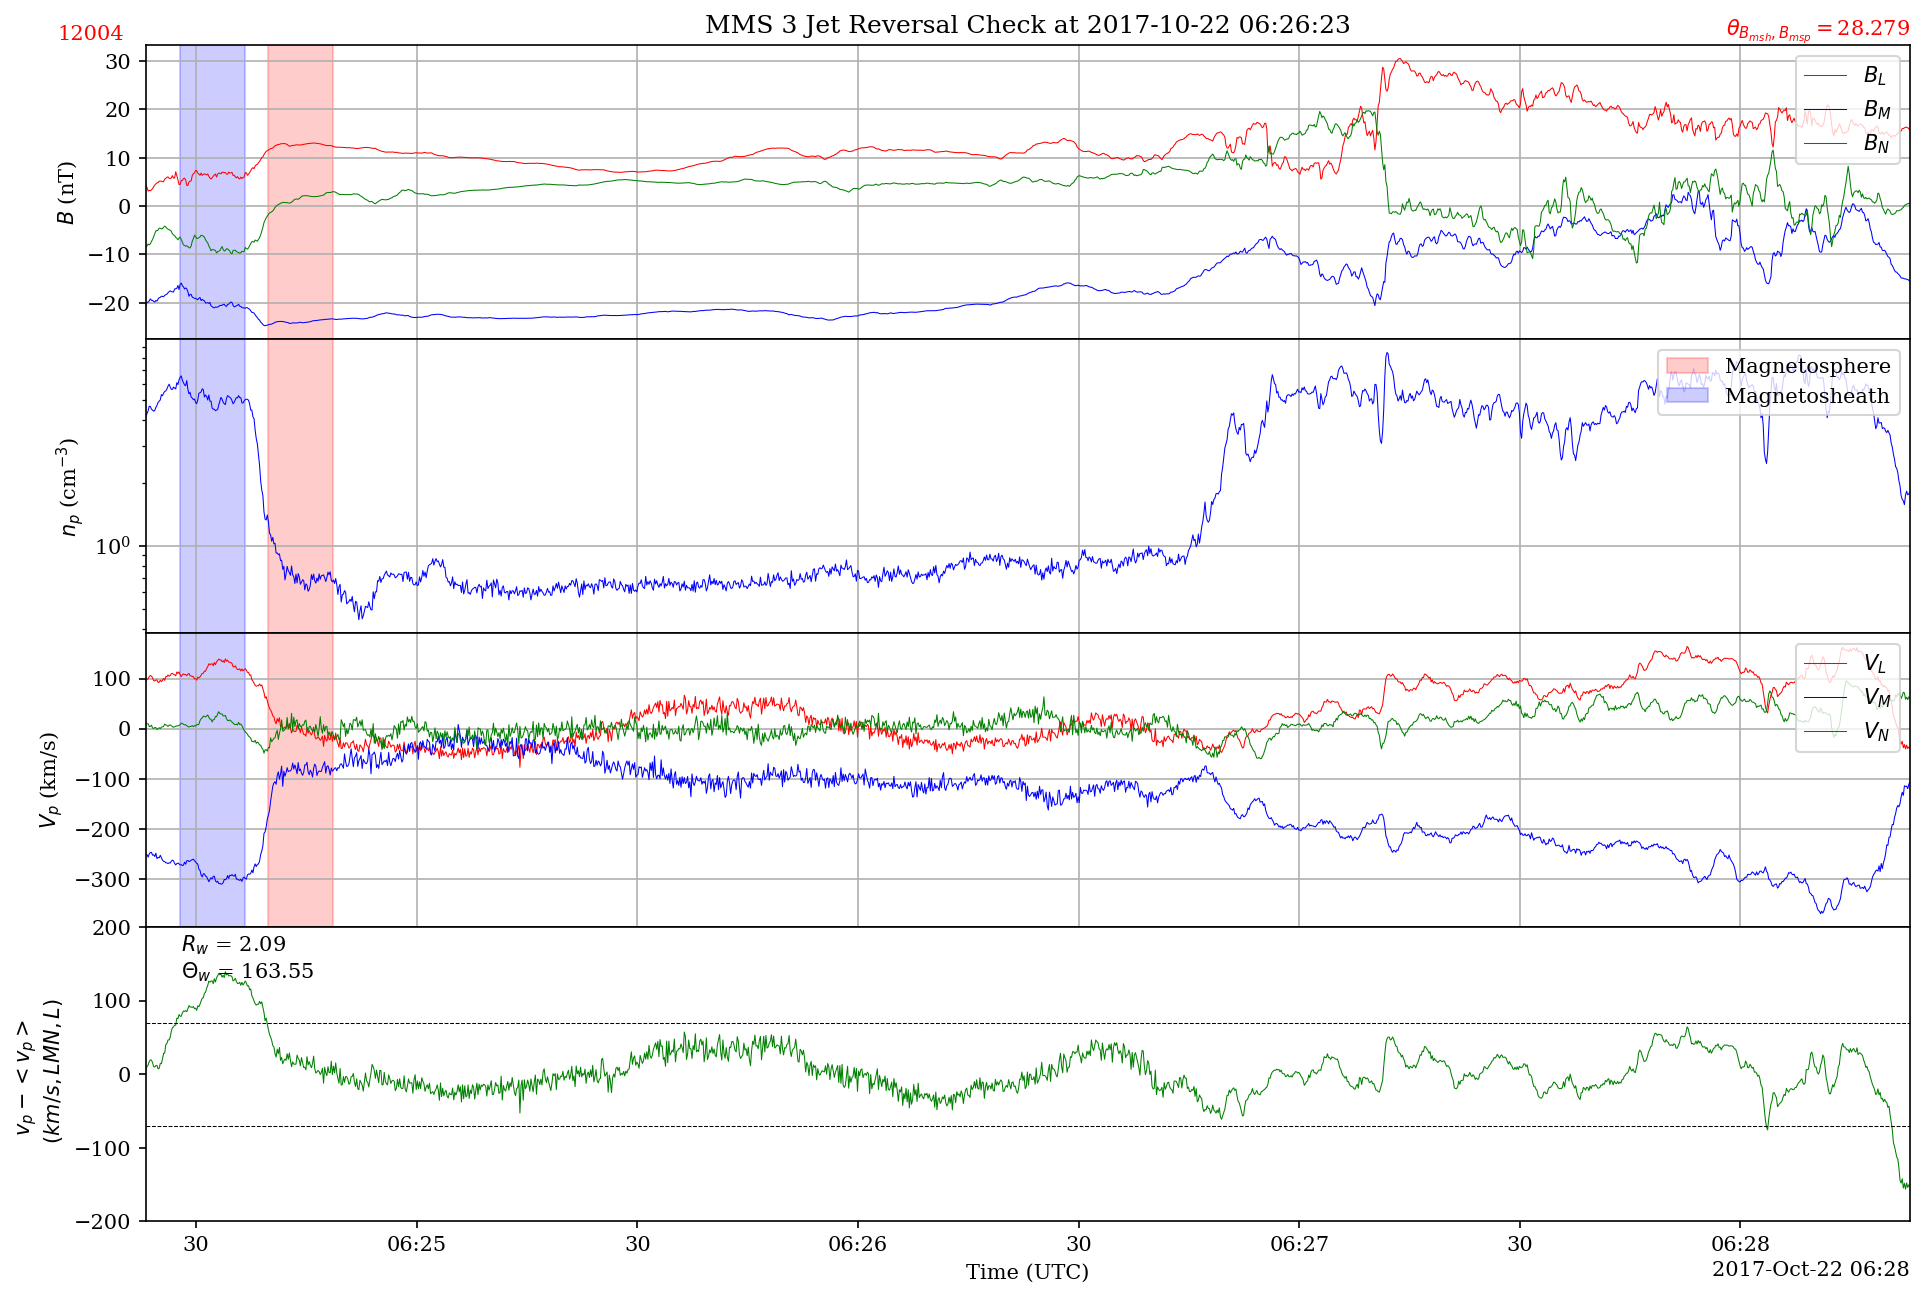 12004
MMS 3 Jet Reversal Check at 2017-10-22 06:26:23
θ_{B_{msh}, B_{msp}} = 28.279
30
20
10
0
−10
−20
B (nT)
B_L
B_M
B_N
10^0
n_p (cm^{−3})
Magnetosphere
Magnetosheath
100
0
−100
−200
−300
V_p (km/s)
V_L
V_M
V_N
200
100
0
−100
−200
v_p − < v_p >
(km/s, LMN, L)
R_w = 2.09
Θ_w = 163.55
30 06:25 30 06:26 30 06:27 30 06:28
Time (UTC)
2017-Oct-22 06:28